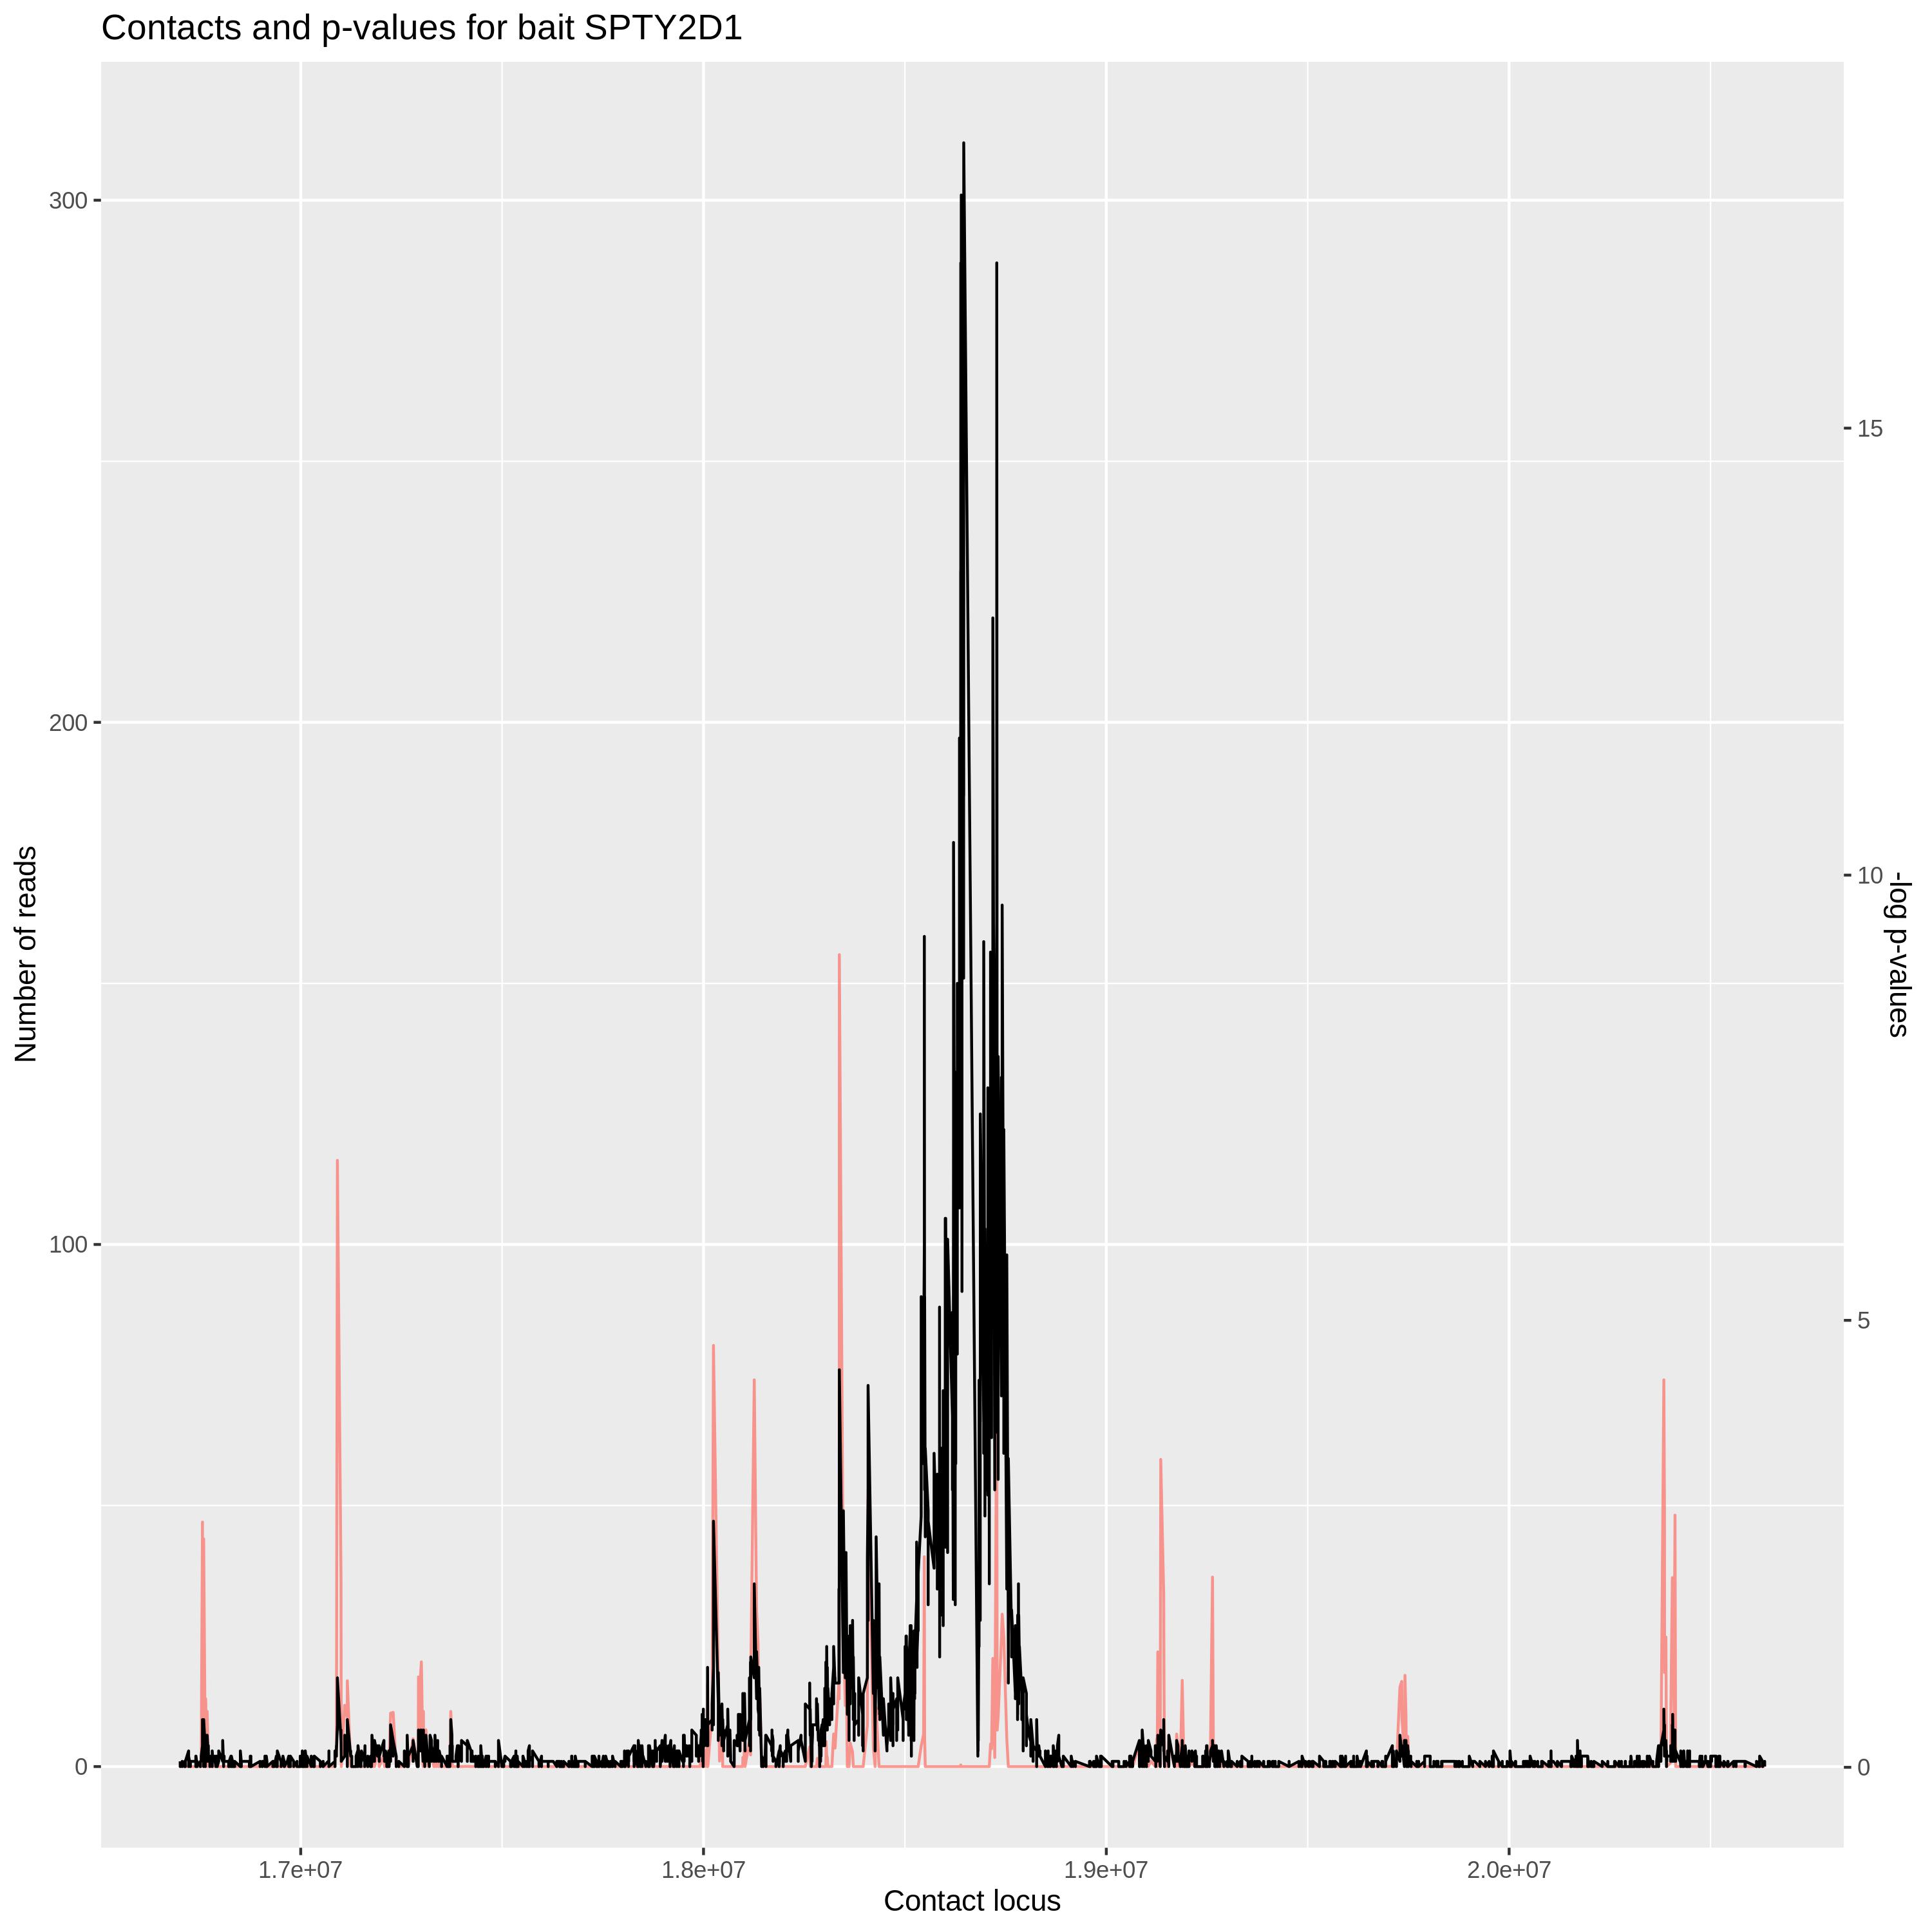 Contacts and p-values for bait SPTY2D1
300
200
100
0
Number of reads
15
10
5
0
-log p-values
1.7e+07 1.8e+07 1.9e+07 2.0e+07
Contact locus